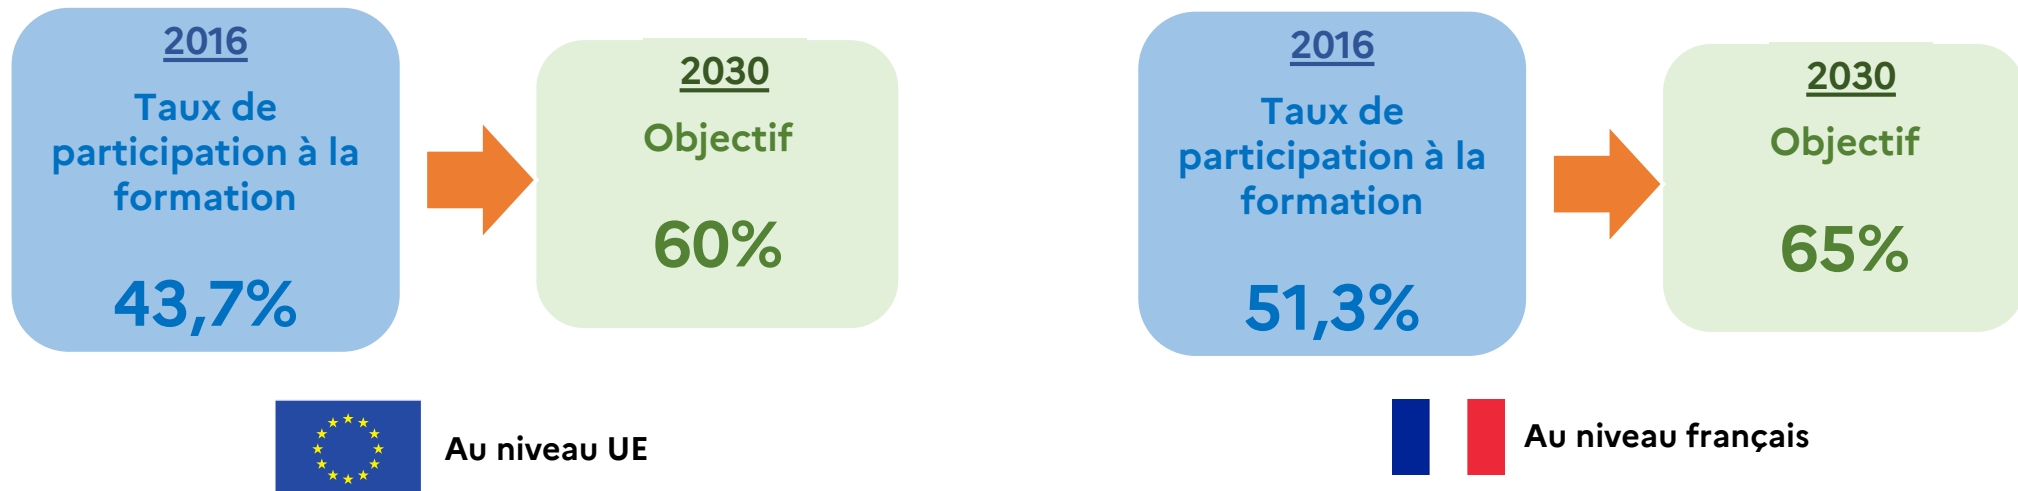 2016
Taux de
participation à la
formation
43,7%
2030
Objectif
60%
Au niveau UE
2016
Taux de
participation à la
formation
51,3%
2030
Objectif
65%
Au niveau français